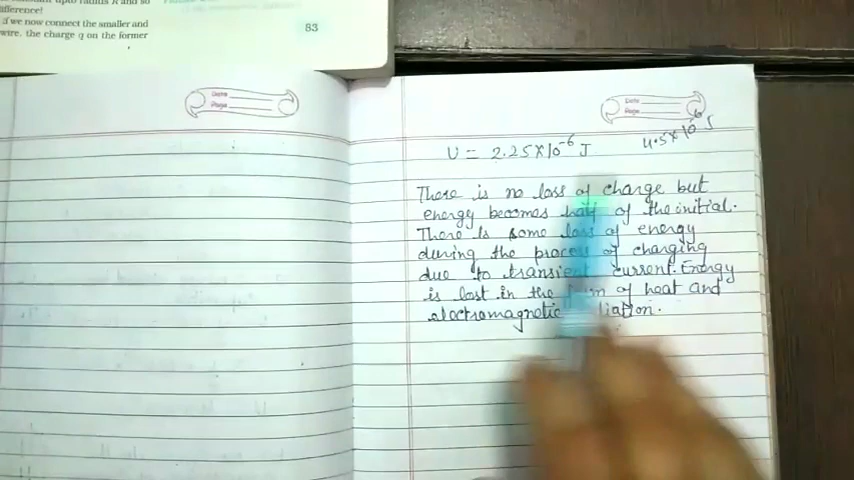 ifference!
if we now connect the smaller and
wire, the charge q on the former
83
Date
Page
Date
Page
U = 2.25×10⁻⁶ J
4.5×10⁻⁶ J
There is no loss of charge but
energy becomes half of the initial.
There is some loss of energy
during the process of charging
due to transient current. Energy
is lost in the form of heat and
electromagnetic